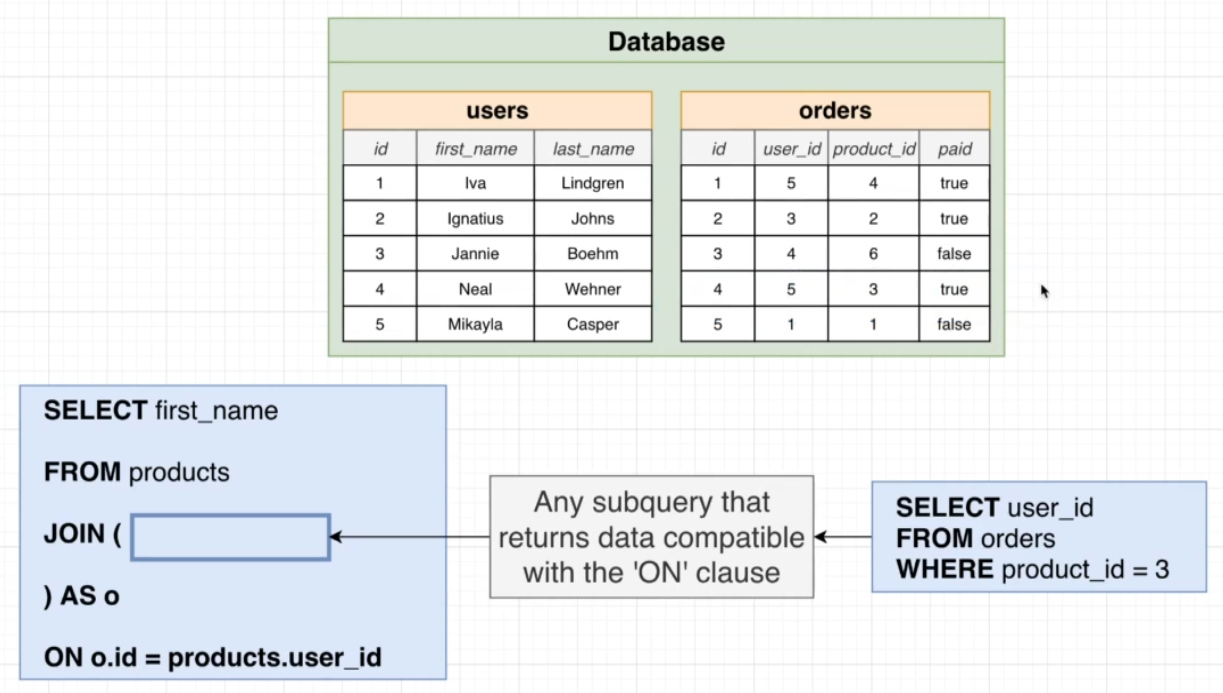 Database
users
id first_name last_name
1 Iva Lindgren
2 Ignatius Johns
3 Jannie Boehm
4 Neal Wehner
5 Mikayla Casper
orders
id user_id product_id paid
1 5 4 true
2 3 2 true
3 4 6 false
4 5 3 true
5 1 1 false
SELECT first_name
FROM products
JOIN (
) AS o
ON o.id = products.user_id
Any subquery that
returns data compatible
with the 'ON' clause
SELECT user_id
FROM orders
WHERE product_id = 3